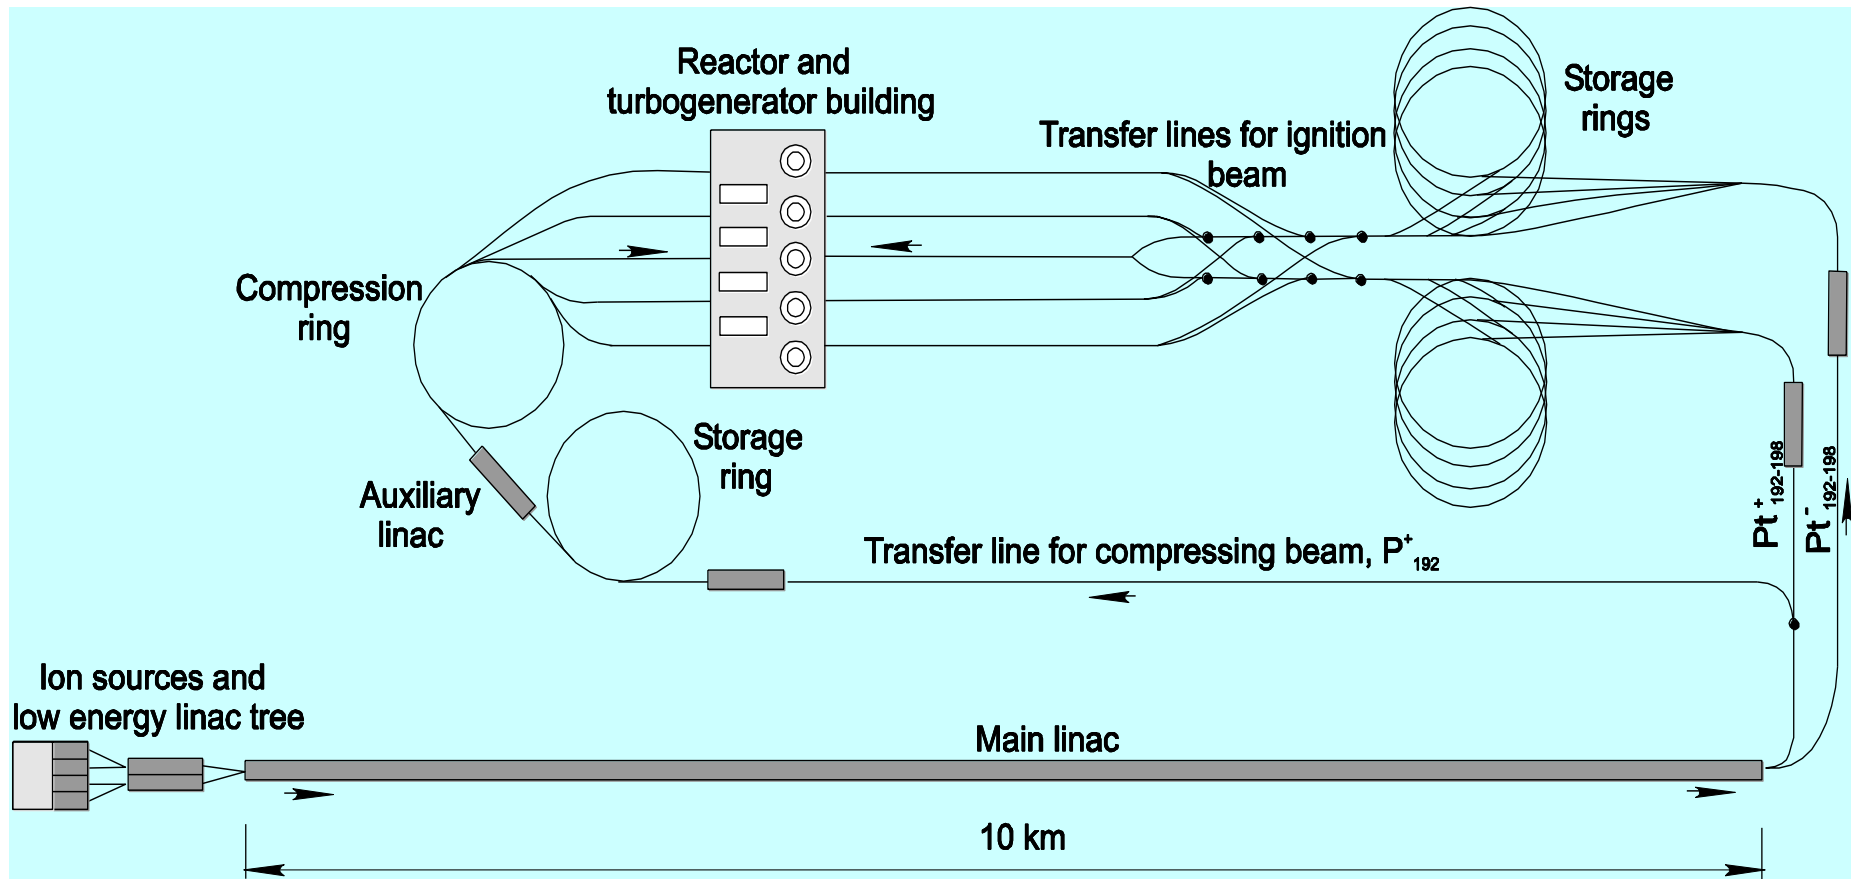 Reactor and
turbogenerator building
Storage
rings
Transfer lines for ignition
beam
Compression
ring
Storage
ring
Auxiliary
linac
Pt⁺₁₉₂₋₁₉₈
Pt⁻₁₉₂₋₁₉₈
Transfer line for compressing beam, P⁺₁₉₂
Ion sources and
low energy linac tree
Main linac
10 km